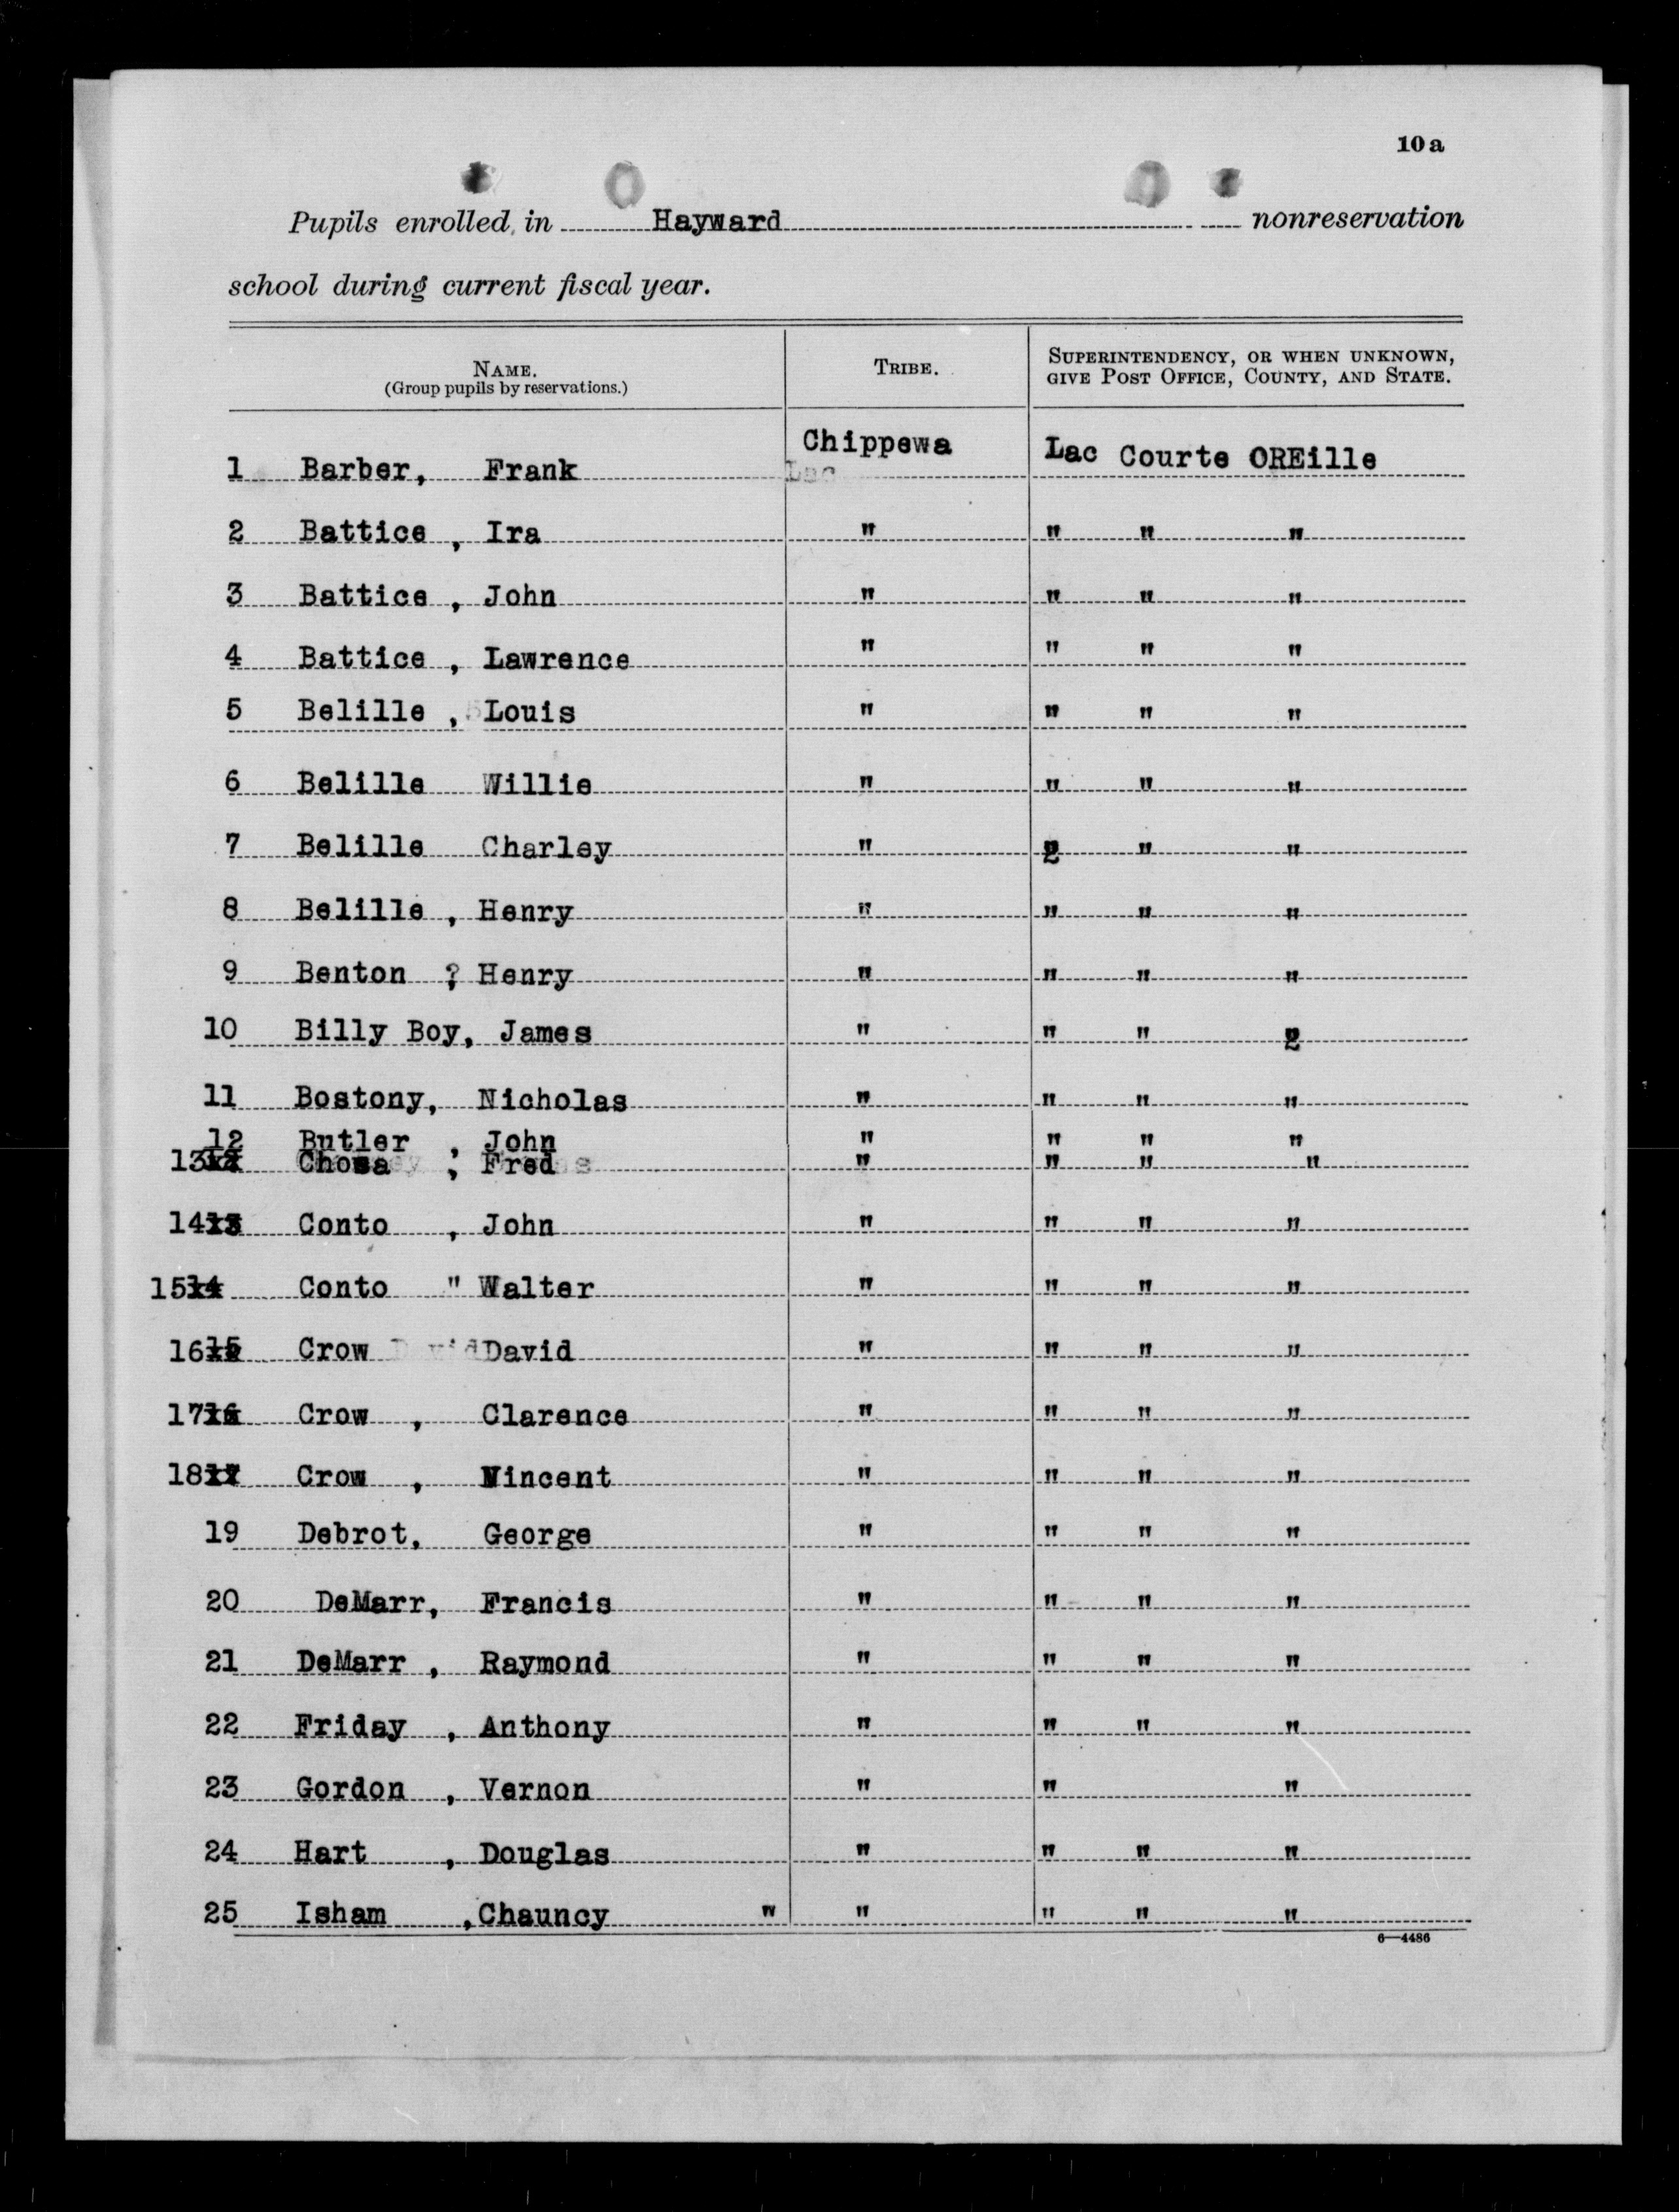 10a
Pupils enrolled in Hayward nonreservation
school during current fiscal year.
NAME. TRIBE. SUPERINTENDENCY, OR WHEN UNKNOWN,
(Group pupils by reservations.) GIVE POST OFFICE, COUNTY, AND STATE.
1 Barber, Frank Chippewa Lac Courte OREille
2 Battice , Ira " " " "
3 Battice , John " " " "
4 Battice , Lawrence " " " "
5 Belille , Louis " " " "
6 Belille Willie " " " "
7 Belille Charley " " " "
8 Belille , Henry " " " "
9 Benton ? Henry " " " "
10 Billy Boy, James " " " "
11 Bostony, Nicholas " " " "
12 Butler , John " " " "
13 Chosa , Fred " " " "
14 Conto , John " " " "
15 Conto " Walter " " " "
16 Crow David " " " "
17 Crow , Clarence " " " "
18 Crow , Vincent " " " "
19 Debrot, George " " " "
20 DeMarr, Francis " " " "
21 DeMarr , Raymond " " " "
22 Friday , Anthony " " " "
23 Gordon , Vernon " " "
24 Hart , Douglas " " " "
25 Isham ,Chauncy " " " " "
6—4486